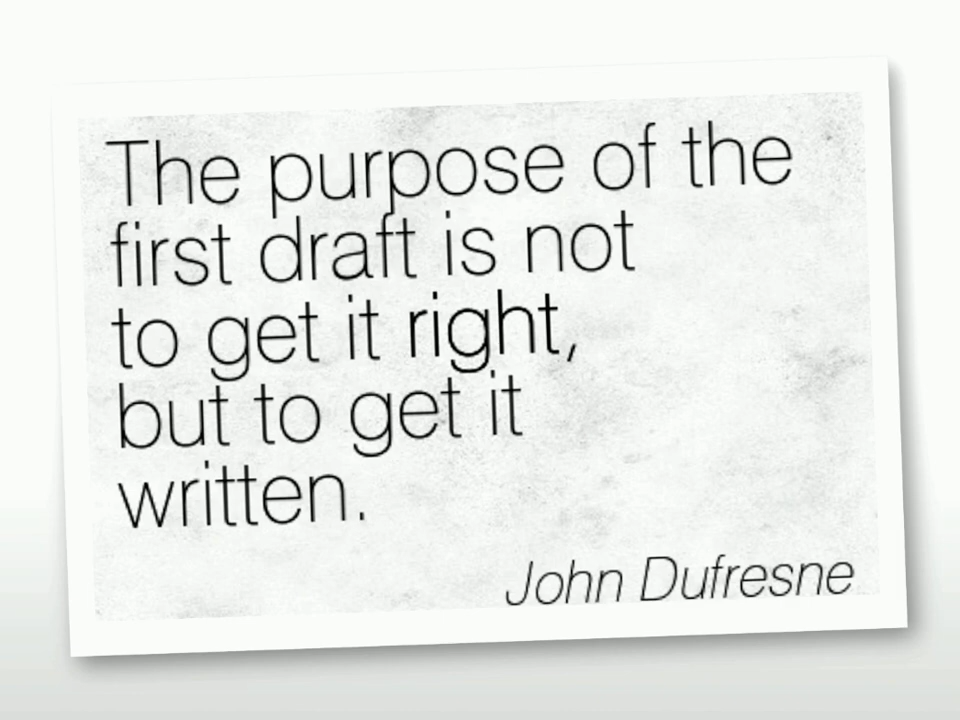 The purpose of the
first draft is not
to get it right,
but to get it
written.
John Dufresne